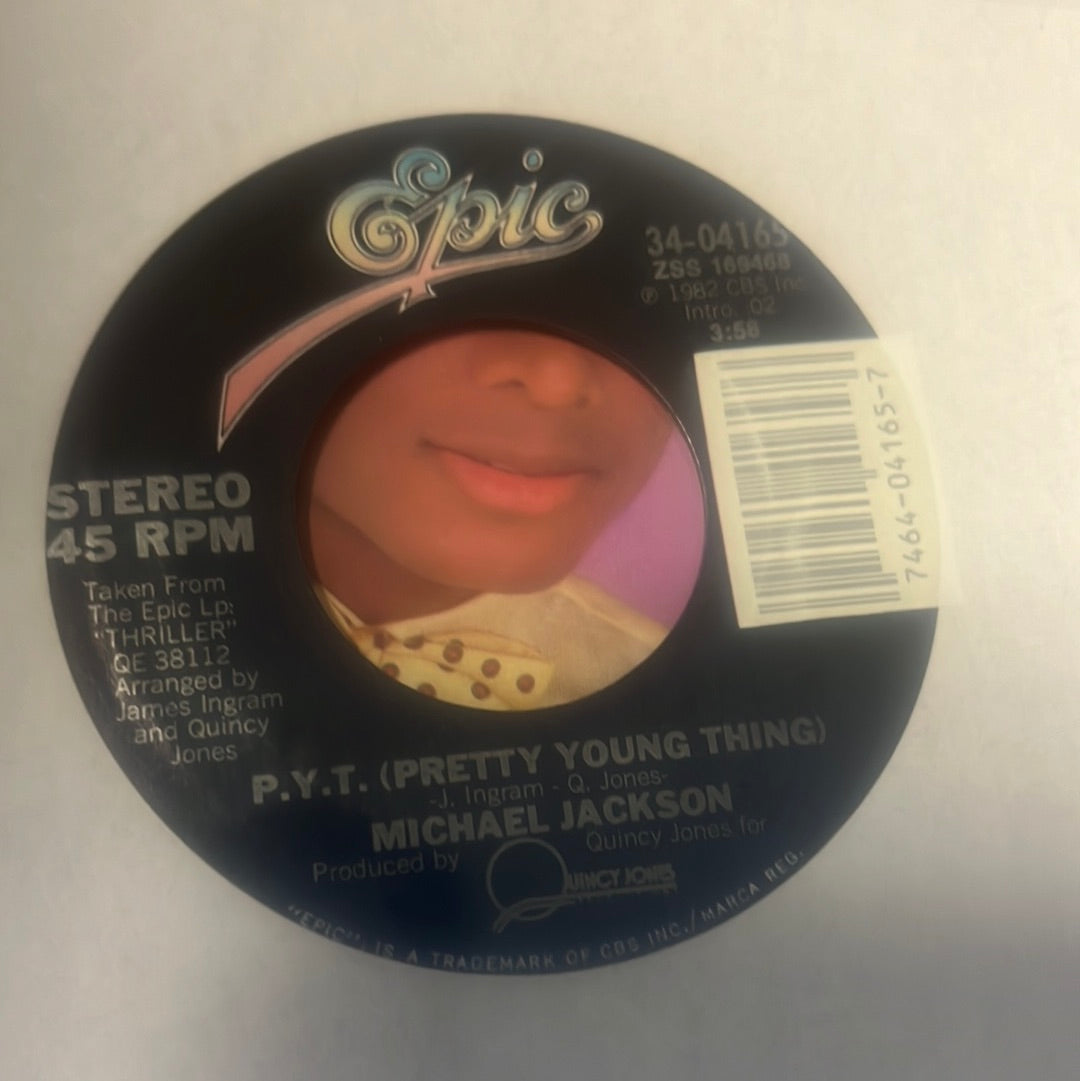 Epic
34-04165
ZSS 169468
℗ 1982 CBS Inc.
Intro. 02
3:58
7464-04165-7
STEREO
45 RPM
Taken From
The Epic Lp:
"THRILLER"
QE 38112
Arranged by
James Ingram
and Quincy
Jones
P.Y.T. (PRETTY YOUNG THING)
-J. Ingram - Q. Jones-
MICHAEL JACKSON
Produced by Quincy Jones for
QUINCY JONES
"EPIC" IS A TRADEMARK OF CBS INC./MARCA REG.